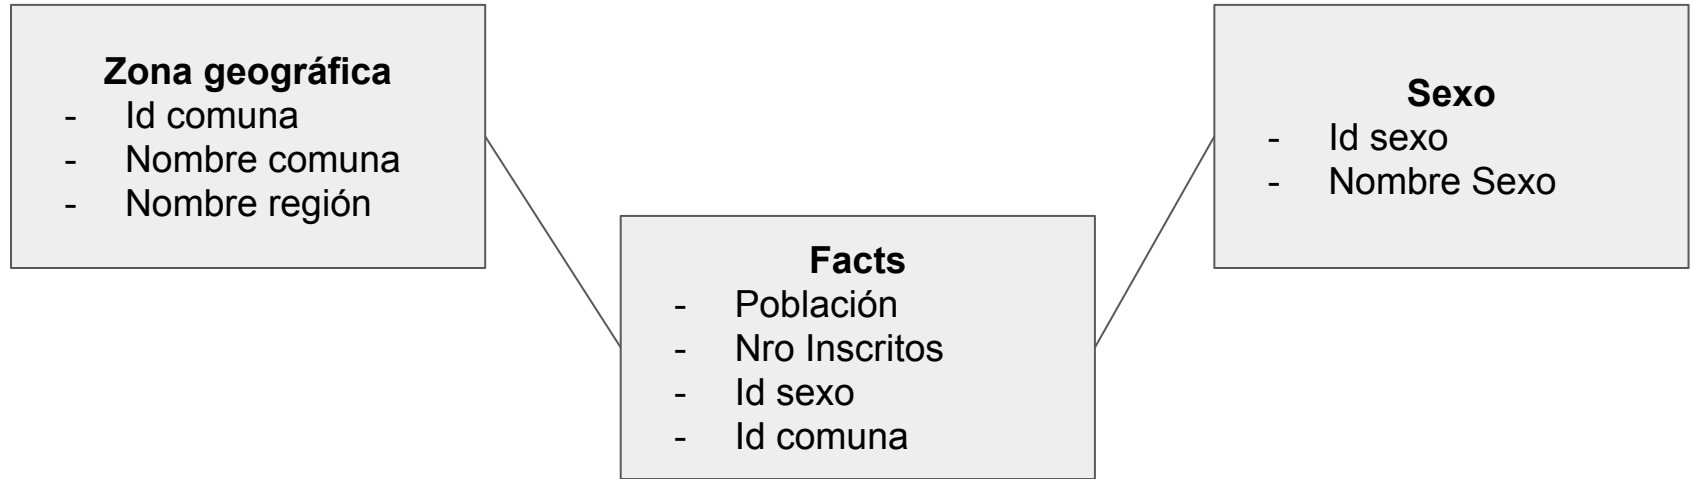 Zona geográfica
- Id comuna
- Nombre comuna
- Nombre región
Sexo
- Id sexo
- Nombre Sexo
Facts
- Población
- Nro Inscritos
- Id sexo
- Id comuna